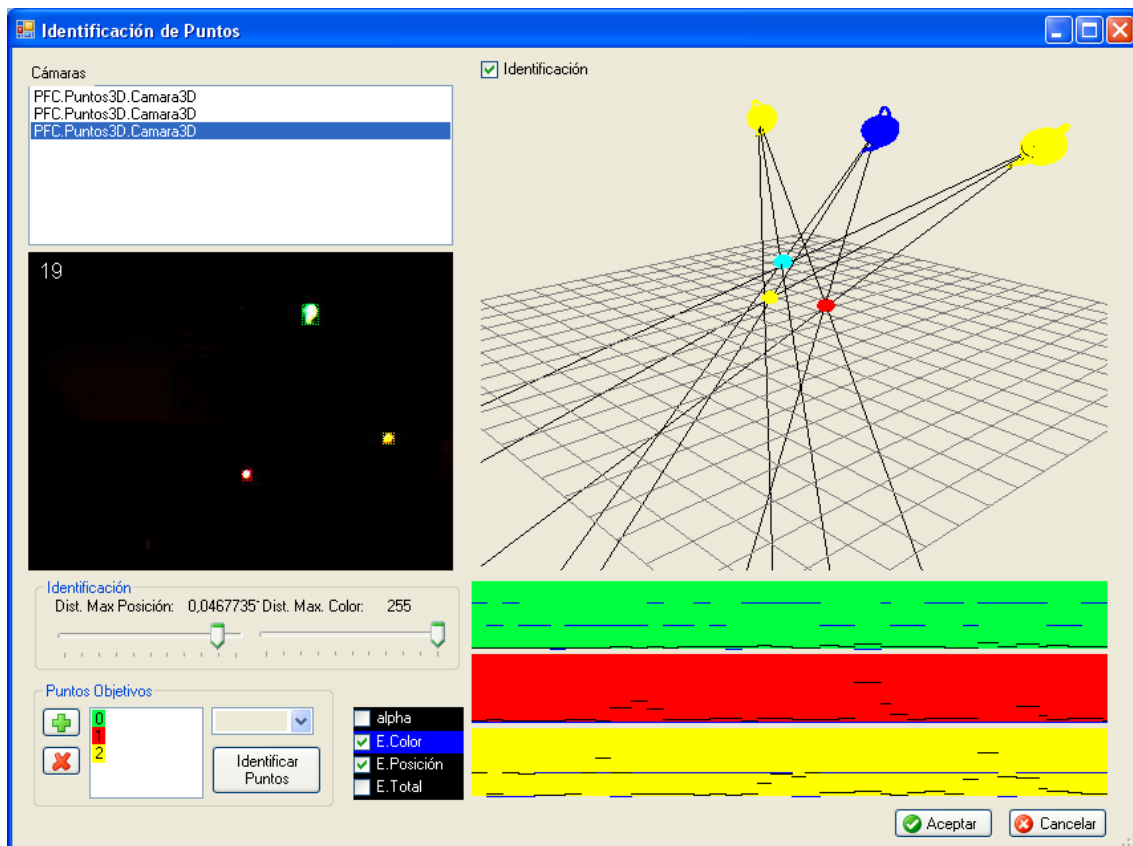 Identificación de Puntos
Cámaras
PFC.Puntos3D.Camara3D
PFC.Puntos3D.Camara3D
PFC.Puntos3D.Camara3D
Identificación
19
Identificación
Dist. Max Posición: 0,0467735 Dist. Max. Color: 255
Puntos Objetivos
0
1
2
Identificar
Puntos
alpha
E.Color
E.Posición
E.Total
Aceptar
Cancelar